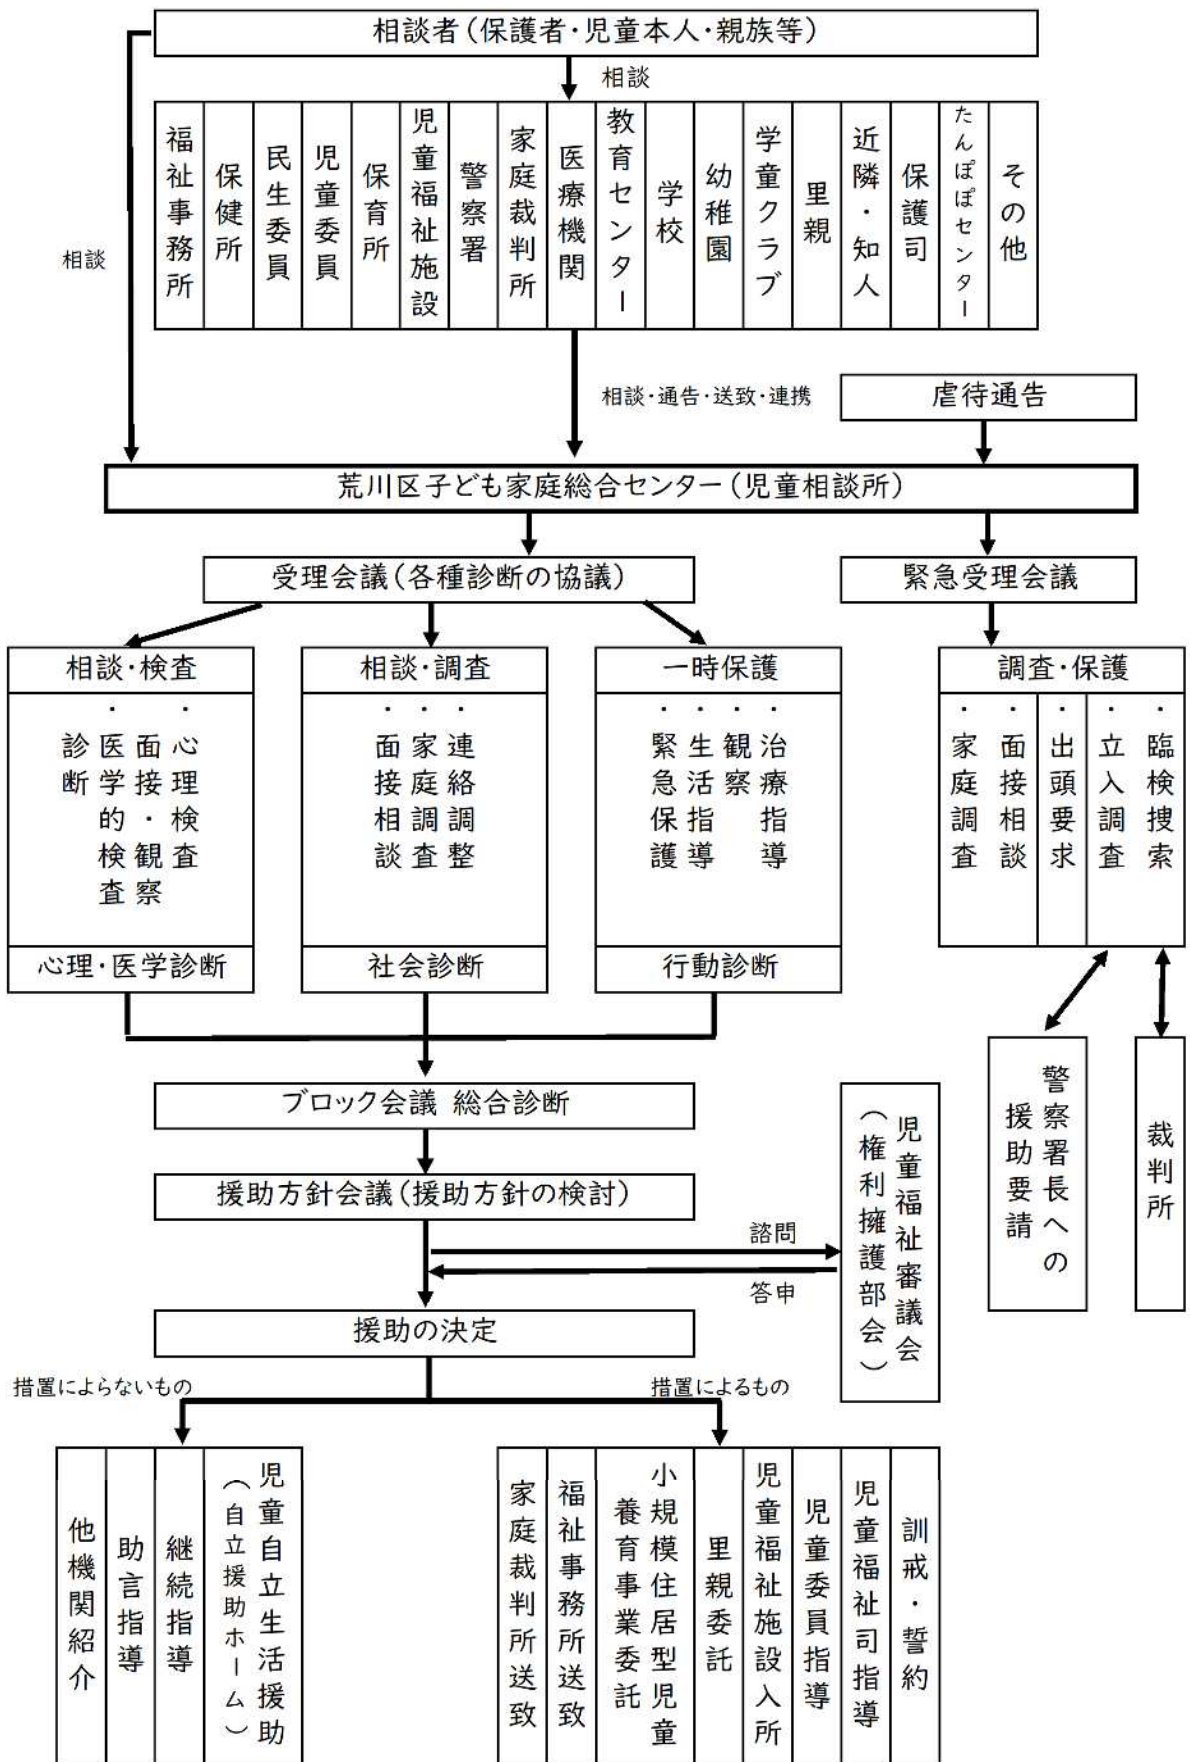 相談者(保護者・児童本人・親族等)
相談
相談
福祉事務所
保健所
民生委員
児童委員
保育所
児童福祉施設
警察署
家庭裁判所
医療機関
教育センター
学校
幼稚園
学童クラブ
里親
近隣・知人
保護司
たんぽぽセンター
その他
相談・通告・送致・連携
虐待通告
荒川区子ども家庭総合センター(児童相談所)
受理会議(各種診断の協議)
緊急受理会議
相談・検査
・心理検査
面接・観察
・医学的検査
診断
心理・医学診断
相談・調査
・連絡調整
・家庭調査
・面接相談
社会診断
一時保護
・治療指導
・観察
・生活指導
・緊急保護
行動診断
調査・保護
・家庭調査
・面接相談
・出頭要求
・立入調査
・臨検捜索
警察署長への
援助要請
裁判所
ブロック会議 総合診断
援助方針会議(援助方針の検討)
諮問
答申
児童福祉審議会
(権利擁護部会)
援助の決定
措置によらないもの
措置によるもの
他機関紹介
助言指導
継続指導
児童自立生活援助
(自立援助ホーム)
家庭裁判所送致
福祉事務所送致
小規模住居型児童
養育事業委託
里親委託
児童福祉施設入所
児童委員指導
児童福祉司指導
訓戒・誓約